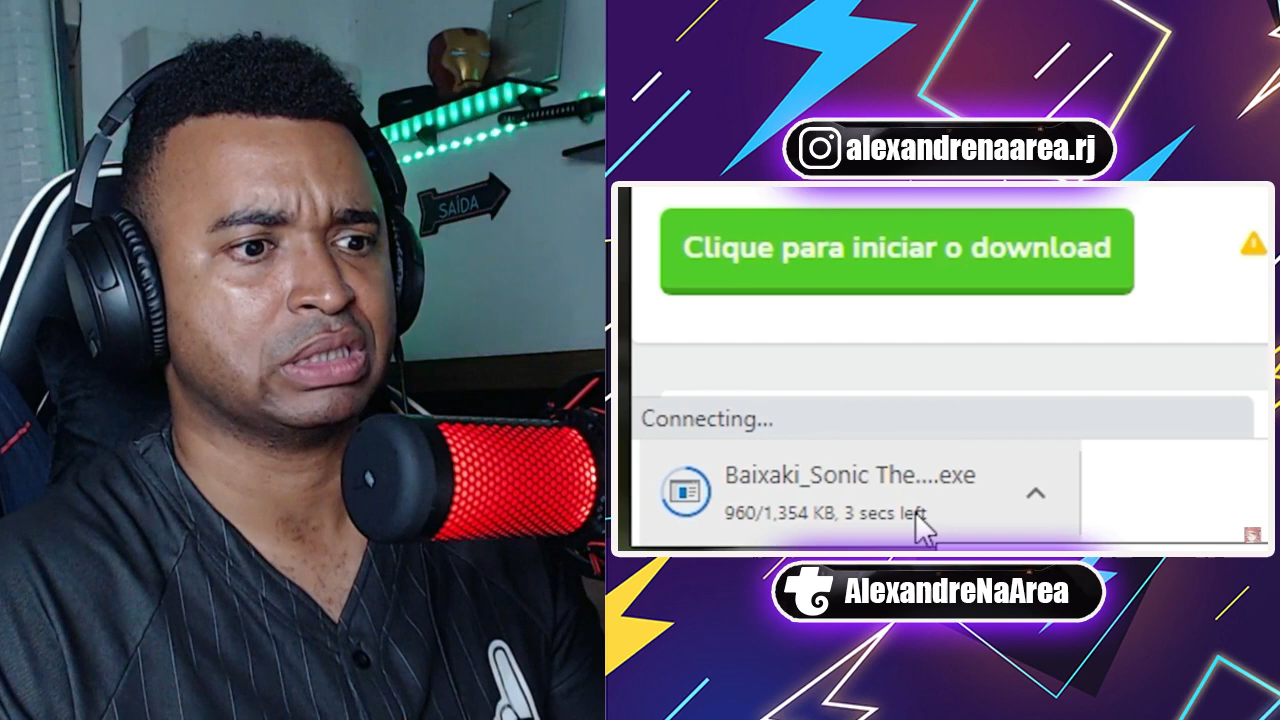 SAÍDA
alexandrenaarea.rj
Clique para iniciar o download
Connecting...
Baixaki_Sonic The....exe
960/1,354 KB, 3 secs left
AlexandreNaArea